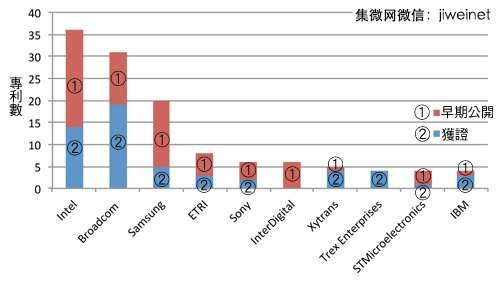 集微网微信：jiweinet
40
35
30
25
20
15
10
5
0
專利數
① 早期公開
② 獲證
①
②
①
②
①
②
①
②
①
②
①
①
②
②
①
②
①
②
Intel
Broadcom
Samsung
ETRI
Sony
InterDigital
Xytrans
Trex Enterprises
STMicroelectronics
IBM